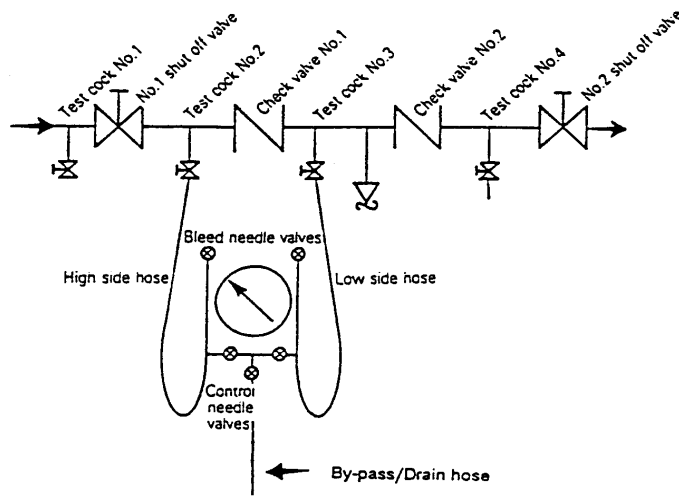 Test cock No.1
No.1 shut off valve
Test cock No.2
Check valve No.1
Test cock No.3
Check valve No.2
Test cock No.4
No.2 shut off valve
Bleed needle valves
High side hose
Low side hose
Control
needle
valves
By-pass/Drain hose